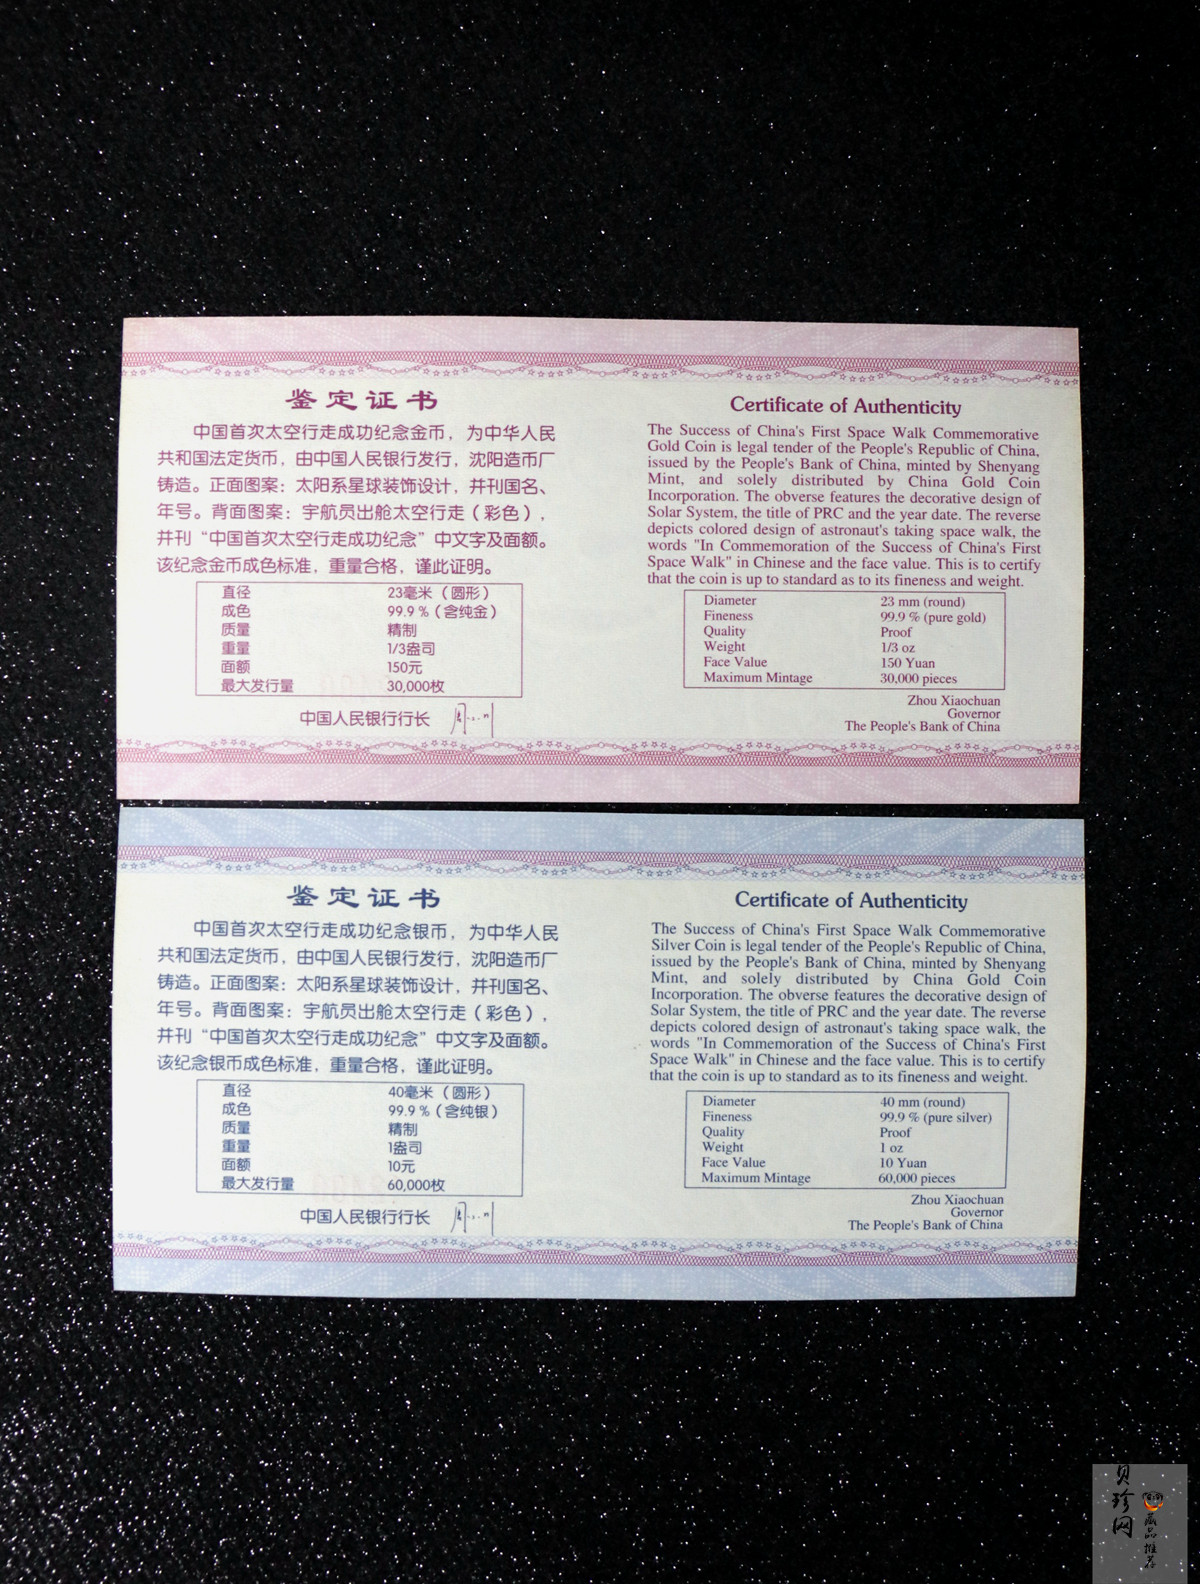 鉴定证书
中国首次太空行走成功纪念金币，为中华人民
共和国法定货币，由中国人民银行发行，沈阳造币厂
铸造。正面图案：太阳系星球装饰设计，并刊国名、
年号。背面图案：宇航员出舱太空行走（彩色），
并刊“中国首次太空行走成功纪念”中文字及面额。
该纪念金币成色标准，重量合格，谨此证明。
直径 23毫米（圆形）
成色 99.9%（含纯金）
质量 精制
重量 1/3盎司
面额 150元
最大发行量 30,000枚
中国人民银行行长
Certificate of Authenticity
The Success of China's First Space Walk Commemorative
Gold Coin is legal tender of the People's Republic of China,
issued by the People's Bank of China, minted by Shenyang
Mint, and solely distributed by China Gold Coin
Incorporation. The obverse features the decorative design of
Solar System, the title of PRC and the year date. The reverse
depicts colored design of astronaut's taking space walk, the
words "In Commemoration of the Success of China's First
Space Walk" in Chinese and the face value. This is to certify
that the coin is up to standard as to its fineness and weight.
Diameter 23 mm (round)
Fineness 99.9 % (pure gold)
Quality Proof
Weight 1/3 oz
Face Value 150 Yuan
Maximum Mintage 30,000 pieces
Zhou Xiaochuan
Governor
The People's Bank of China
鉴定证书
中国首次太空行走成功纪念银币，为中华人民
共和国法定货币，由中国人民银行发行，沈阳造币厂
铸造。正面图案：太阳系星球装饰设计，并刊国名、
年号。背面图案：宇航员出舱太空行走（彩色），
并刊“中国首次太空行走成功纪念”中文字及面额。
该纪念银币成色标准，重量合格，谨此证明。
直径 40毫米（圆形）
成色 99.9%（含纯银）
质量 精制
重量 1盎司
面额 10元
最大发行量 60,000枚
中国人民银行行长
Certificate of Authenticity
The Success of China's First Space Walk Commemorative
Silver Coin is legal tender of the People's Republic of China,
issued by the People's Bank of China, minted by Shenyang
Mint, and solely distributed by China Gold Coin
Incorporation. The obverse features the decorative design of
Solar System, the title of PRC and the year date. The reverse
depicts colored design of astronaut's taking space walk, the
words "In Commemoration of the Success of China's First
Space Walk" in Chinese and the face value. This is to certify
that the coin is up to standard as to its fineness and weight.
Diameter 40 mm (round)
Fineness 99.9 % (pure silver)
Quality Proof
Weight 1 oz
Face Value 10 Yuan
Maximum Mintage 60,000 pieces
Zhou Xiaochuan
Governor
The People's Bank of China
贝珍网
藏品推荐